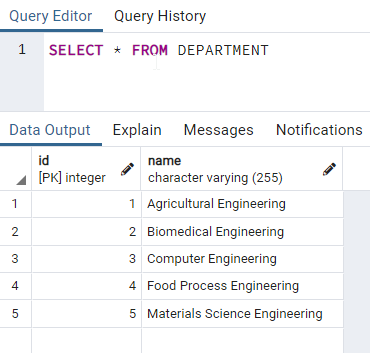 Query Editor Query History
1 SELECT * FROM DEPARTMENT
Data Output Explain Messages Notifications
id name
[PK] integer character varying (255)
1 1 Agricultural Engineering
2 2 Biomedical Engineering
3 3 Computer Engineering
4 4 Food Process Engineering
5 5 Materials Science Engineering